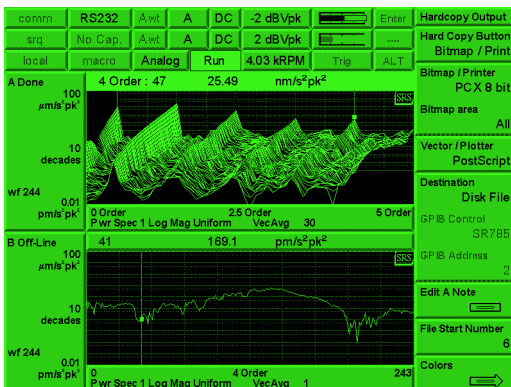 comm RS232 Awt A DC -2 dBVpk Enter
srq No Cap. Awt A DC 2 dBVpk ----
local macro Analog Run 4.03 kRPM Trig ALT
A Done
4 Order : 47 25.49 nm/s²pk²
100
μm/s²pk²
SRS
10
decades
wf 244
0.01
pm/s²pk²
0 Order 2.5 Order 5 Order
Pwr Spec 1 Log Mag Uniform Vec Avg 30
B Off-Line
41 169.1 pm/s²pk²
100
μm/s²pk²
SRS
10
decades
wf 244
0.01
pm/s²pk²
0 4 Order 243
Pwr Spec 1 Log Mag Uniform Vec Avg 1
Hardcopy Output
Hard Copy Button
Bitmap / Print
Bitmap / Printer
PCX 8 bit
Bitmap area
All
Vector / Plotter
PostScript
Destination
Disk File
GPIB Control
SR785
GPIB Address
2
Edit A Note
File Start Number
6
Colors